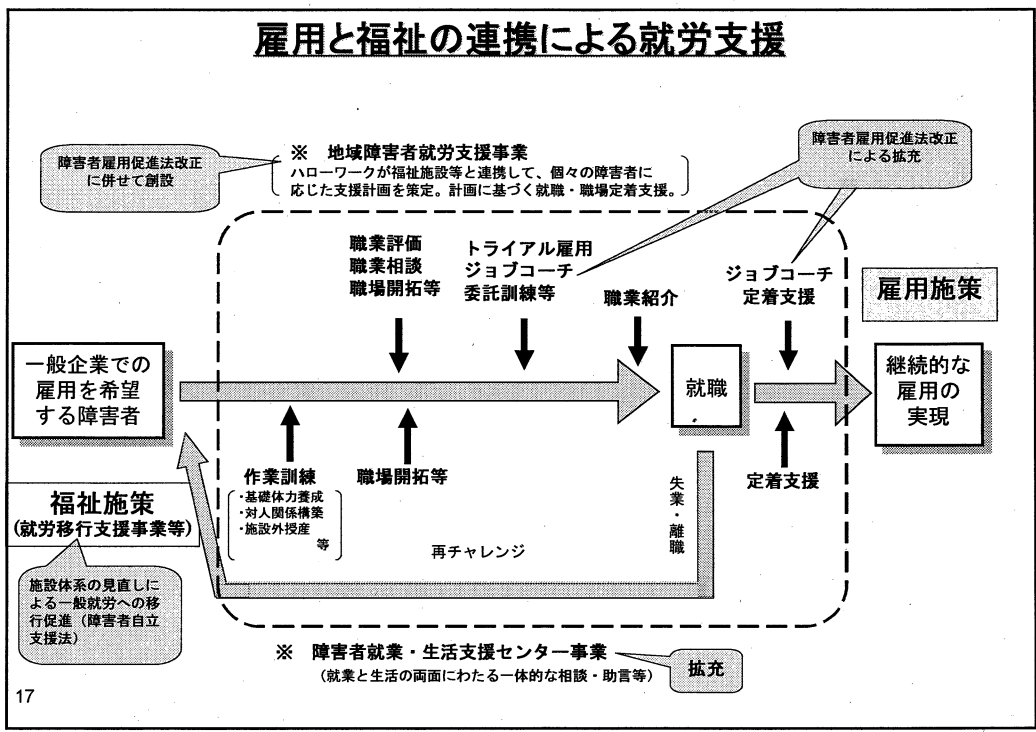 雇用と福祉の連携による就労支援
障害者雇用促進法改正
に併せて創設
※ 地域障害者就労支援事業
ハローワークが福祉施設等と連携して、個々の障害者に
応じた支援計画を策定。計画に基づく就職・職場定着支援。
障害者雇用促進法改正
による拡充
職業評価
職業相談
職場開拓等
トライアル雇用
ジョブコーチ
委託訓練等
職業紹介
ジョブコーチ
定着支援
雇用施策
一般企業での
雇用を希望
する障害者
就職
継続的な
雇用の
実現
作業訓練
・基礎体力養成
・対人関係構築
・施設外授産
等
職場開拓等
定着支援
失業・離職
再チャレンジ
福祉施策
(就労移行支援事業等)
施設体系の見直しに
よる一般就労への移
行促進（障害者自立
支援法）
※ 障害者就業・生活支援センター事業
（就業と生活の両面にわたる一体的な相談・助言等）
拡充
17